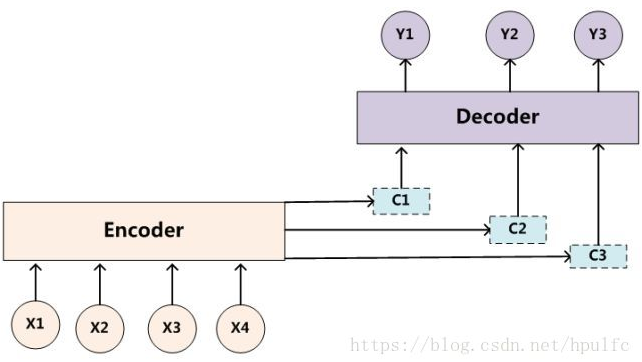 Y1 Y2 Y3
Decoder
C1
Encoder
C2
C3
X1 X2 X3 X4
https://blog.csdn.net/hpulfc